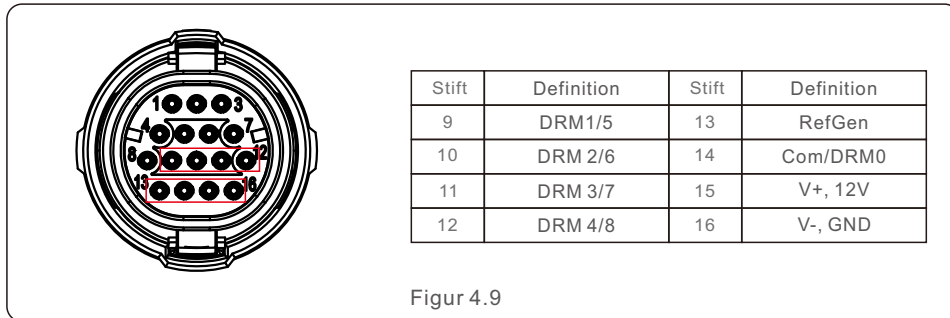 1 3
4 7
8 12
13 16
Stift Definition Stift Definition
9 DRM1/5 13 RefGen
10 DRM 2/6 14 Com/DRM0
11 DRM 3/7 15 V+, 12V
12 DRM 4/8 16 V-, GND
Figur 4.9